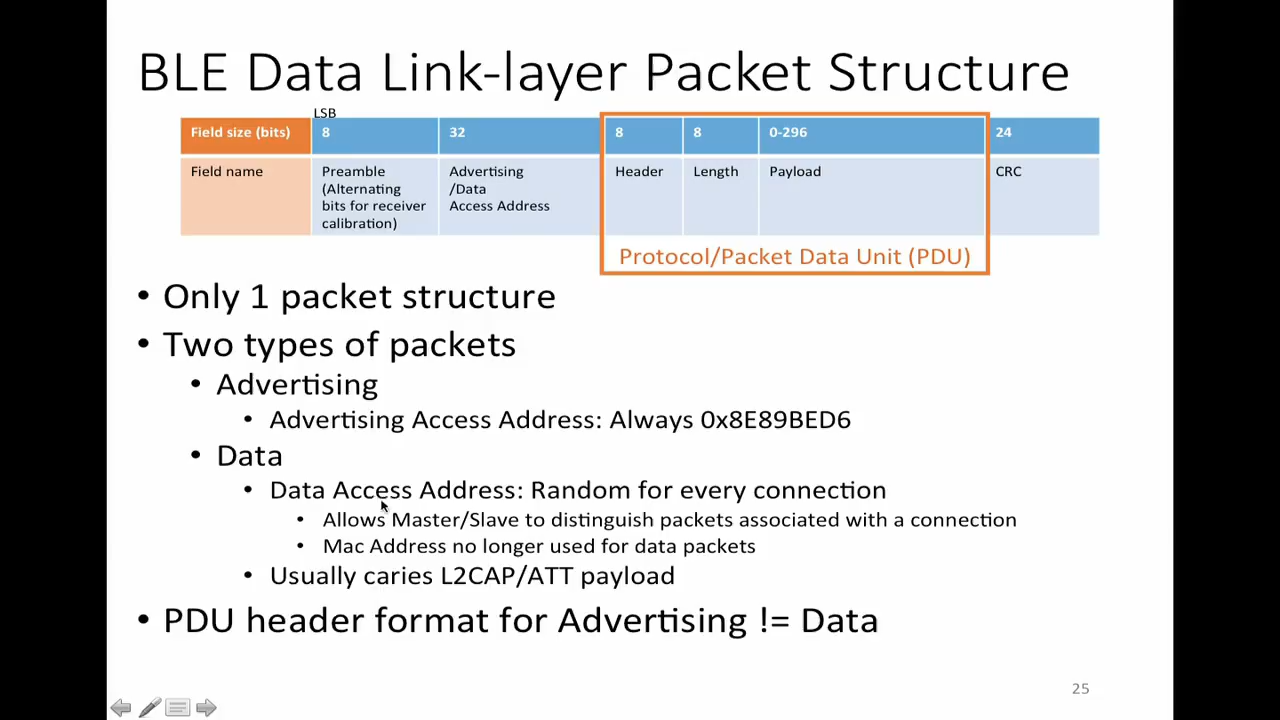 BLE Data Link-layer Packet Structure
LSB
Field size (bits) 8 32 8 8 0-296 24
Field name Preamble Advertising Header Length Payload CRC
(Alternating /Data
bits for receiver Access Address
calibration)
Protocol/Packet Data Unit (PDU)
• Only 1 packet structure
• Two types of packets
• Advertising
• Advertising Access Address: Always 0x8E89BED6
• Data
• Data Access Address: Random for every connection
• Allows Master/Slave to distinguish packets associated with a connection
• Mac Address no longer used for data packets
• Usually caries L2CAP/ATT payload
• PDU header format for Advertising != Data
25